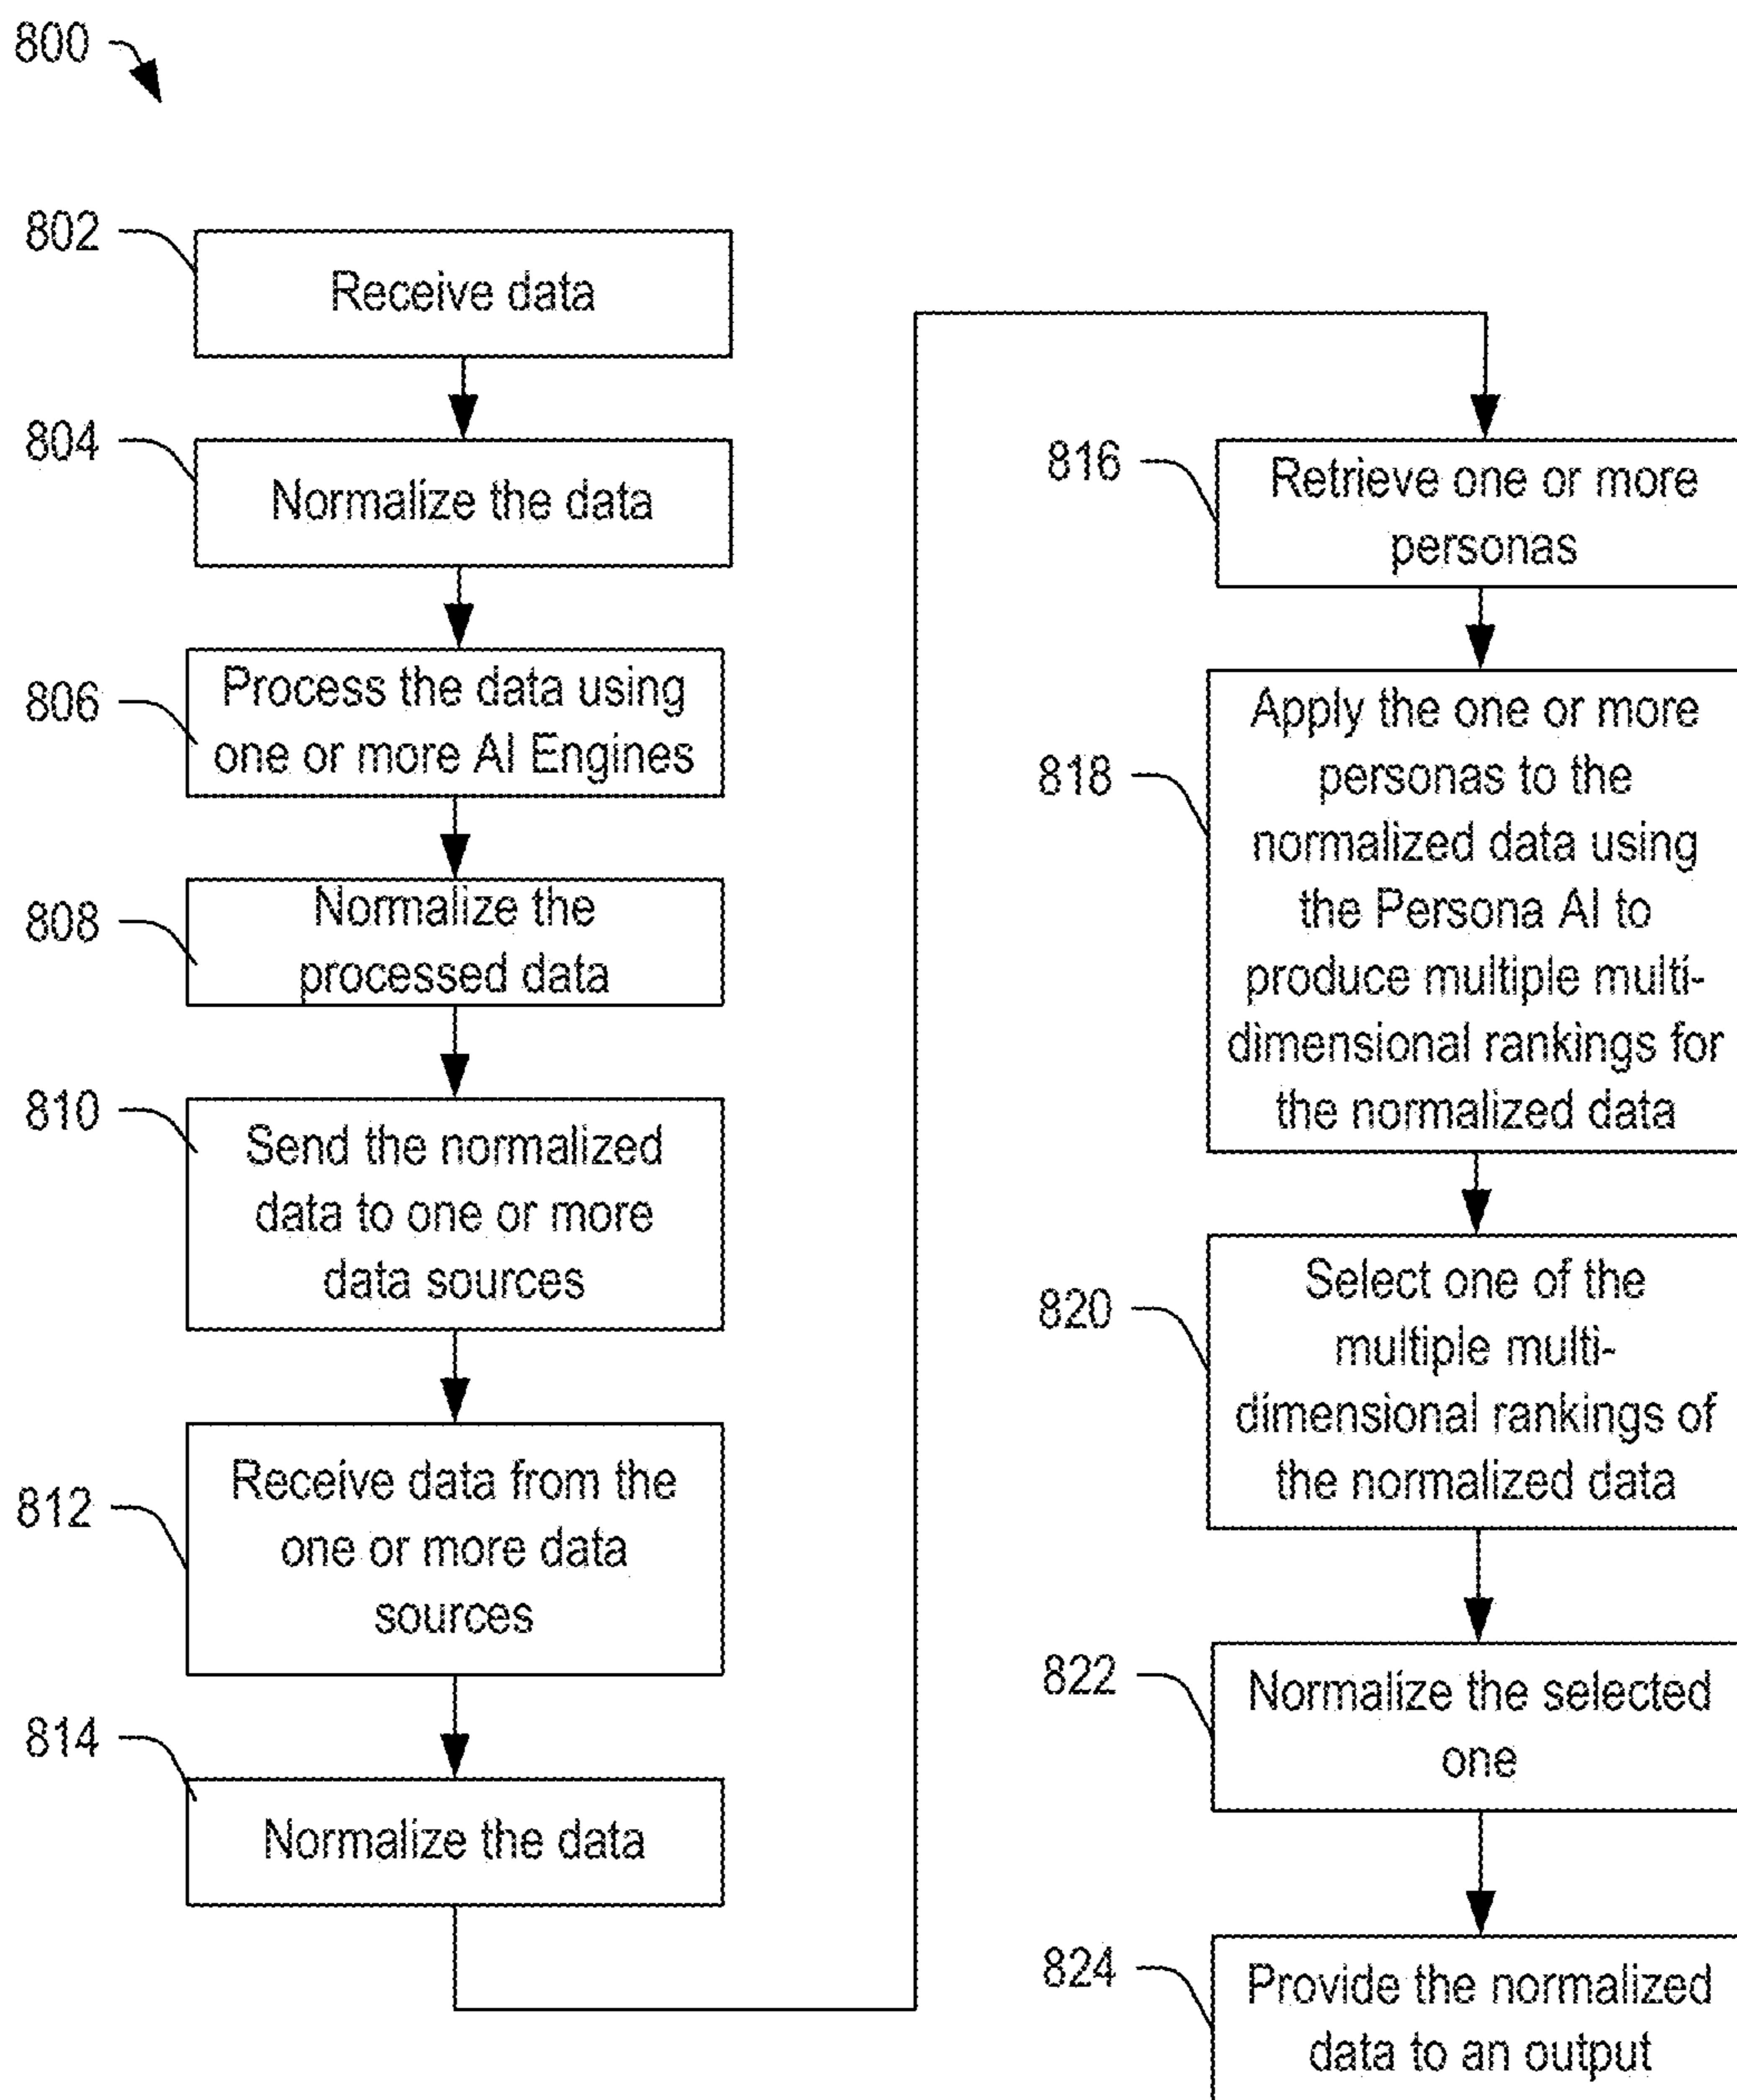 800
802
Receive data
804
Normalize the data
806
Process the data using
one or more AI Engines
808
Normalize the
processed data
810
Send the normalized
data to one or more
data sources
812
Receive data from the
one or more data
sources
814
Normalize the data
816
Retrieve one or more
personas
818
Apply the one or more
personas to the
normalized data using
the Persona AI to
produce multiple multi-
dimensional rankings for
the normalized data
820
Select one of the
multiple multi-
dimensional rankings of
the normalized data
822
Normalize the selected
one
824
Provide the normalized
data to an output